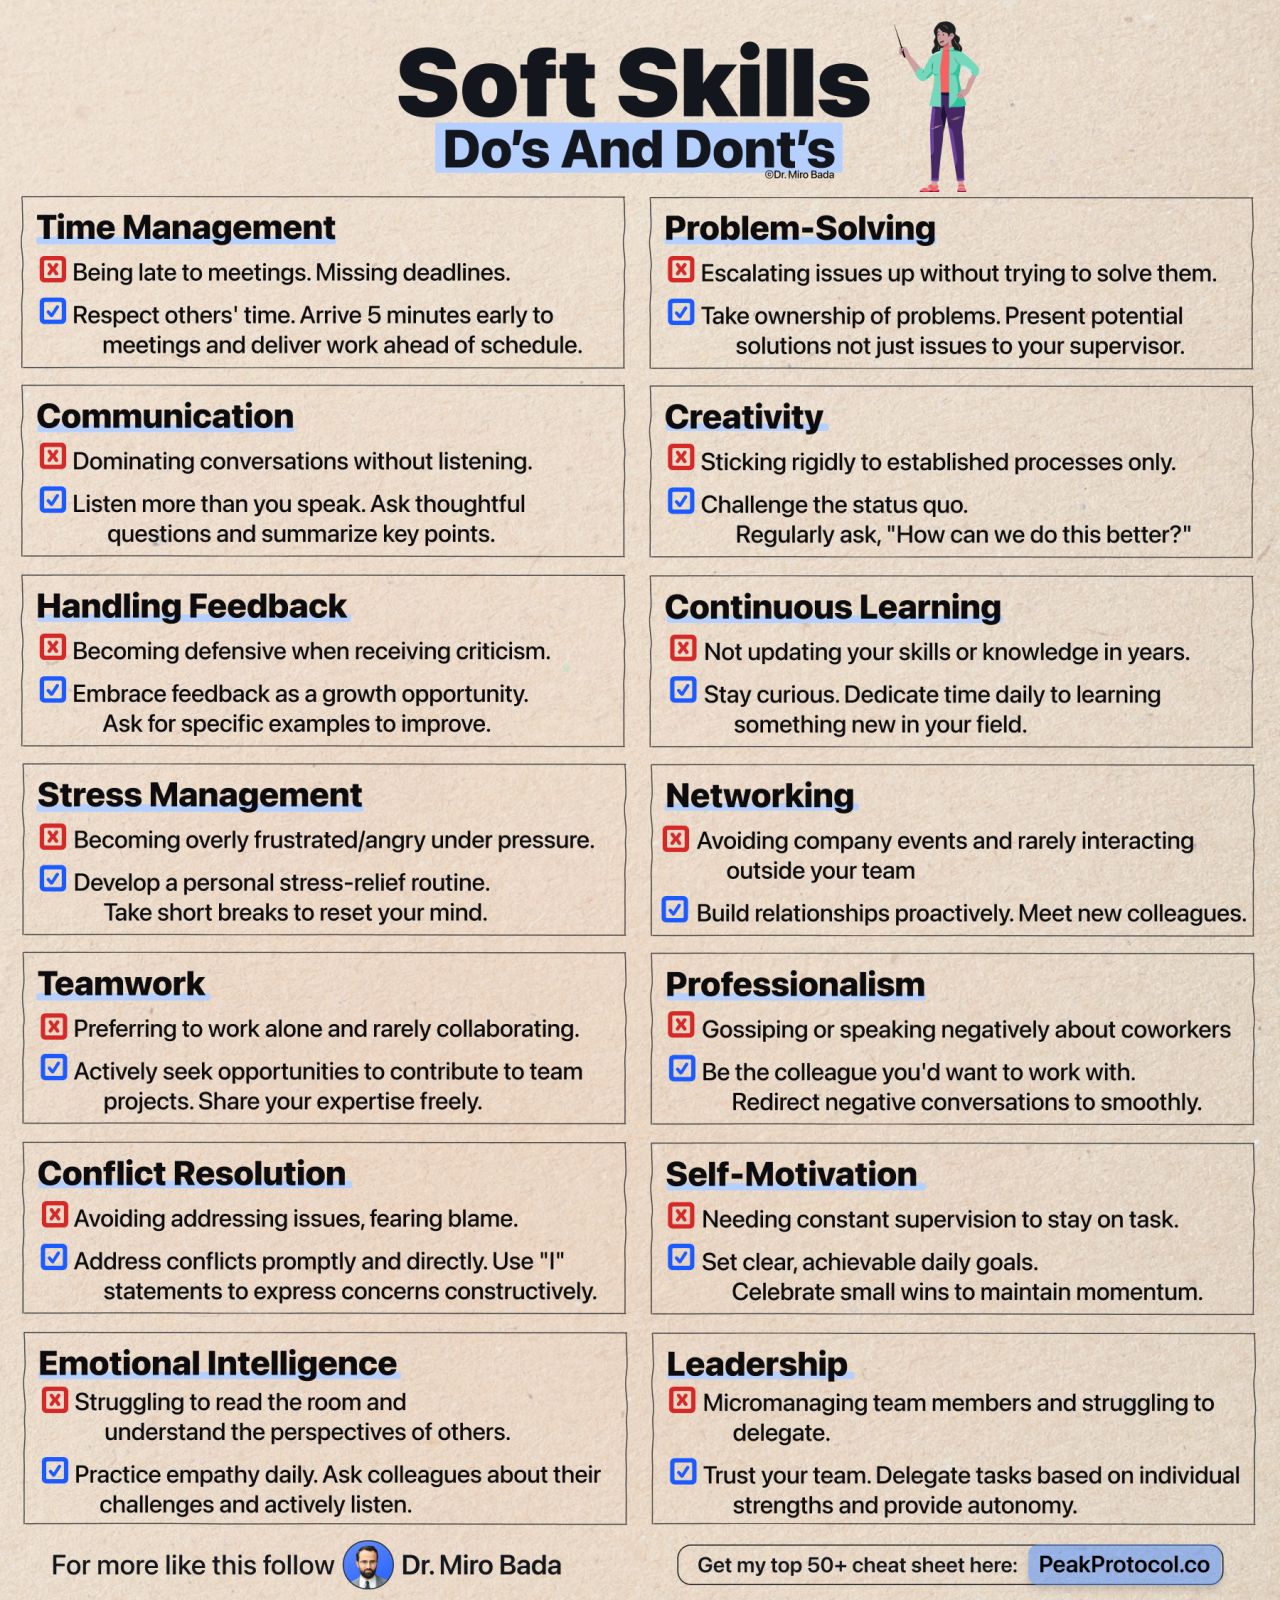 Soft Skills
Do's And Dont's
©Dr. Miro Bada
Time Management
Being late to meetings. Missing deadlines.
Respect others' time. Arrive 5 minutes early to
meetings and deliver work ahead of schedule.
Communication
Dominating conversations without listening.
Listen more than you speak. Ask thoughtful
questions and summarize key points.
Handling Feedback
Becoming defensive when receiving criticism.
Embrace feedback as a growth opportunity.
Ask for specific examples to improve.
Stress Management
Becoming overly frustrated/angry under pressure.
Develop a personal stress-relief routine.
Take short breaks to reset your mind.
Teamwork
Preferring to work alone and rarely collaborating.
Actively seek opportunities to contribute to team
projects. Share your expertise freely.
Conflict Resolution
Avoiding addressing issues, fearing blame.
Address conflicts promptly and directly. Use "I"
statements to express concerns constructively.
Emotional Intelligence
Struggling to read the room and
understand the perspectives of others.
Practice empathy daily. Ask colleagues about their
challenges and actively listen.
Problem-Solving
Escalating issues up without trying to solve them.
Take ownership of problems. Present potential
solutions not just issues to your supervisor.
Creativity
Sticking rigidly to established processes only.
Challenge the status quo.
Regularly ask, "How can we do this better?"
Continuous Learning
Not updating your skills or knowledge in years.
Stay curious. Dedicate time daily to learning
something new in your field.
Networking
Avoiding company events and rarely interacting
outside your team
Build relationships proactively. Meet new colleagues.
Professionalism
Gossiping or speaking negatively about coworkers
Be the colleague you'd want to work with.
Redirect negative conversations to smoothly.
Self-Motivation
Needing constant supervision to stay on task.
Set clear, achievable daily goals.
Celebrate small wins to maintain momentum.
Leadership
Micromanaging team members and struggling to
delegate.
Trust your team. Delegate tasks based on individual
strengths and provide autonomy.
For more like this follow Dr. Miro Bada
Get my top 50+ cheat sheet here: PeakProtocol.co